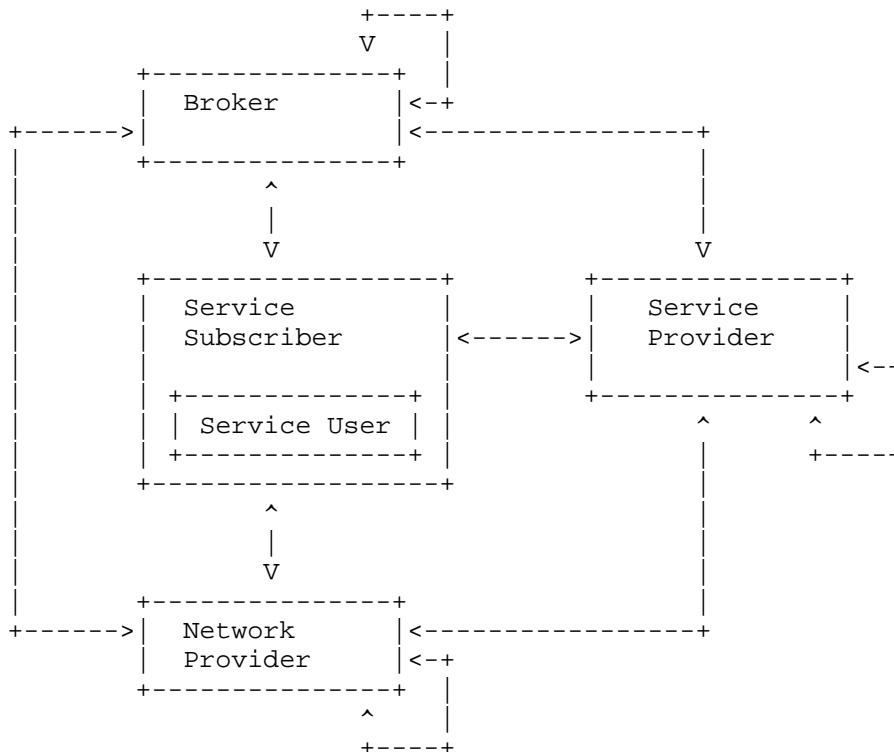 Broker
Service
Subscriber
Service
Provider
Service User
Network
Provider